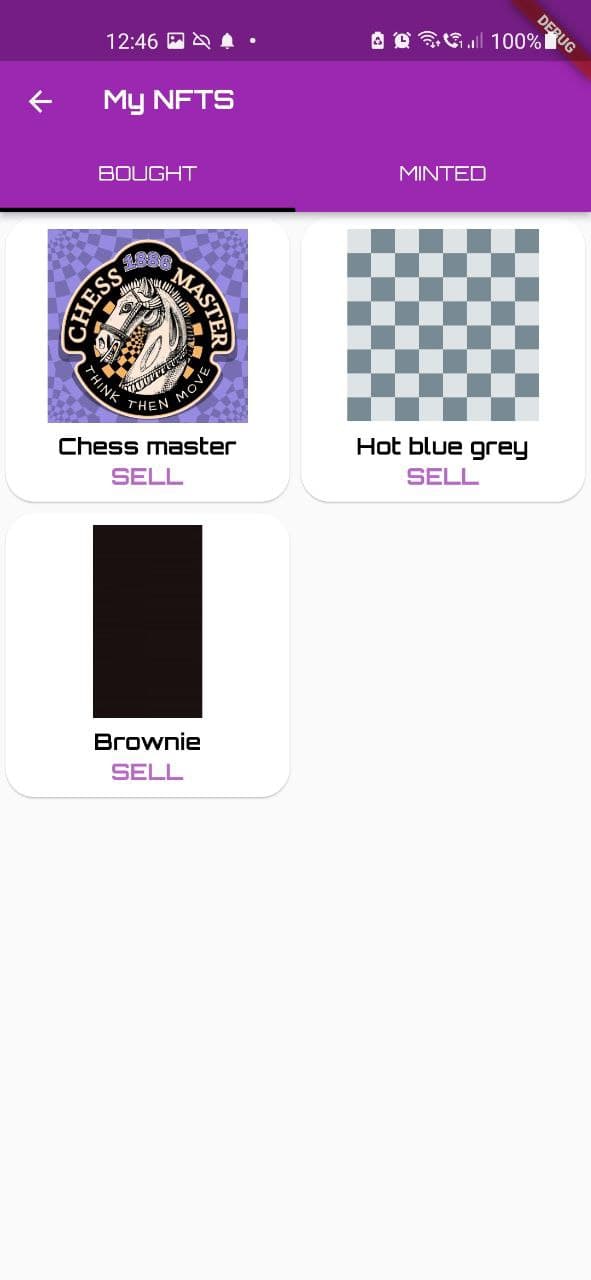 12:46
100%
DEBUG
My NFTS
BOUGHT
MINTED
1886
CHESS MASTER
THINK THEN MOVE
Chess master
SELL
Hot blue grey
SELL
Brownie
SELL